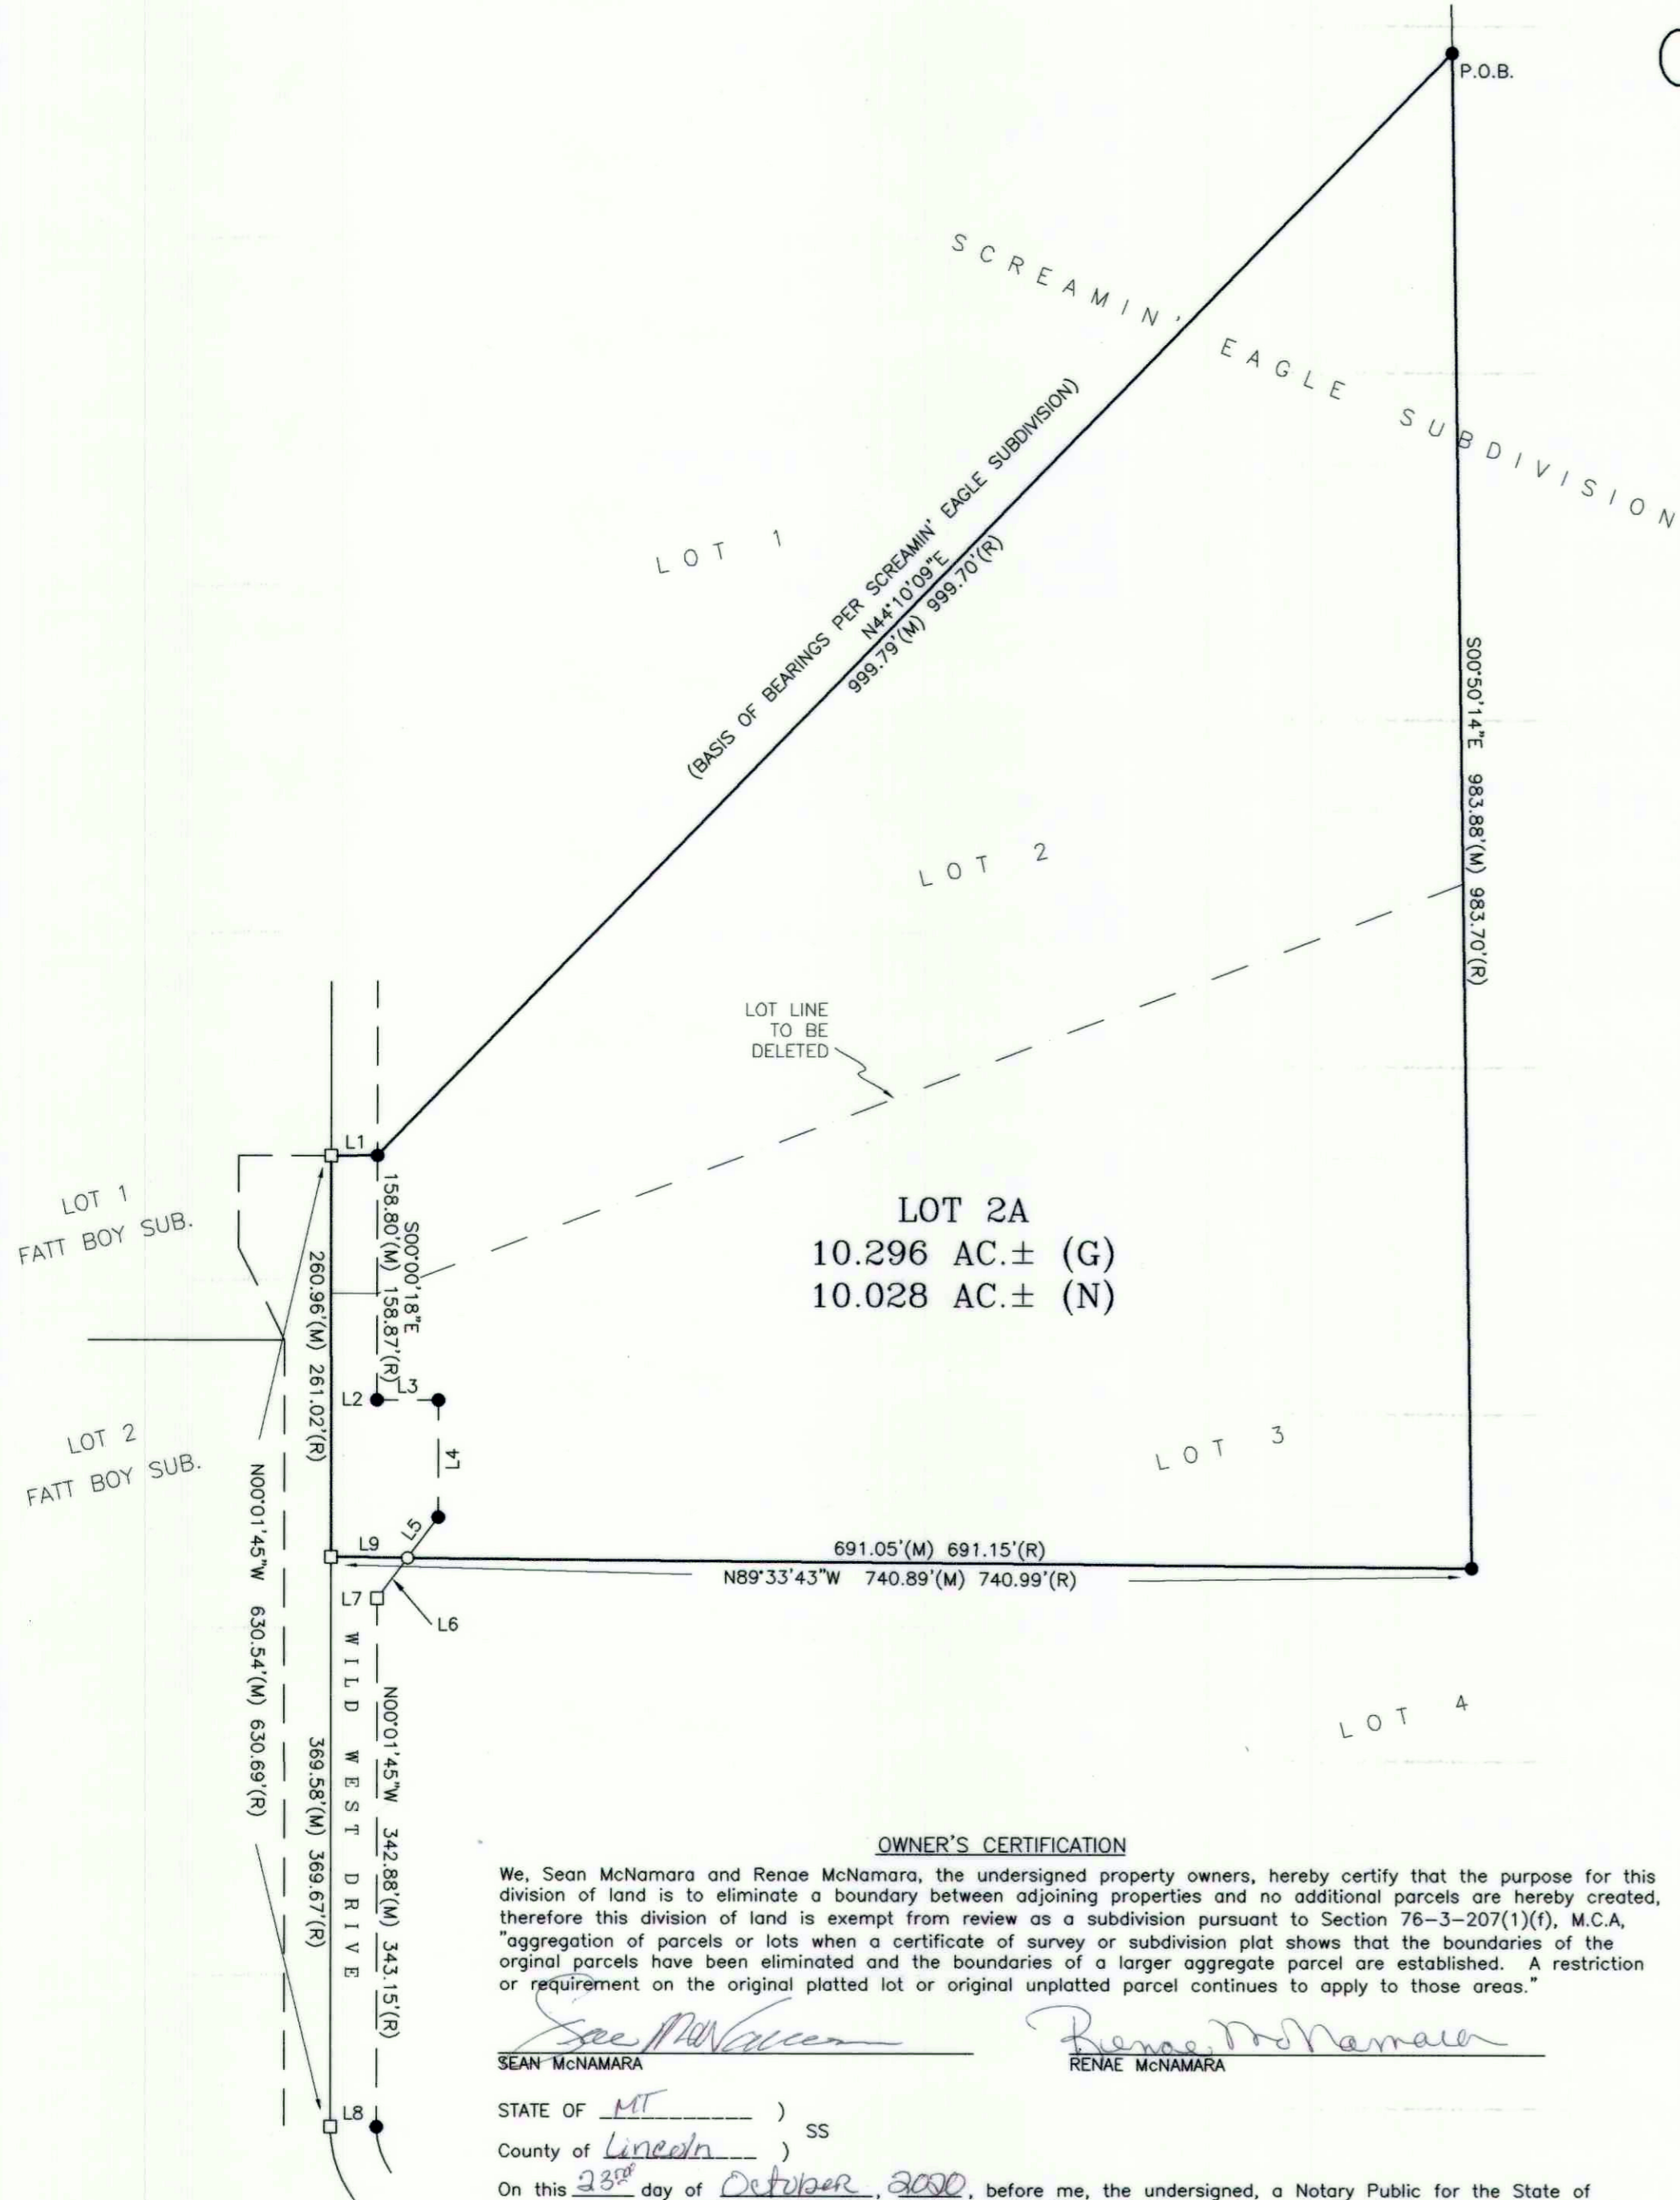 P.O.B.
SCREAMIN' EAGLE SUBDIVISION
LOT 1
(BASIS OF BEARINGS PER SCREAMIN' EAGLE SUBDIVISION)
N44°10'09"E
999.79'(M) 999.70'(R)
S00°50'14"E 983.88'(M) 983.70'(R)
LOT 2
LOT LINE
TO BE
DELETED
L1
LOT 1
FATT BOY SUB.
158.80'(M) 158.87'(R)
S00°00'18"E
260.96'(M) 261.02'(R)
LOT 2A
10.296 AC.± (G)
10.028 AC.± (N)
L2
L3
L4
LOT 2
FATT BOY SUB.
LOT 3
L5
L9
691.05'(M) 691.15'(R)
N89°33'43"W 740.89'(M) 740.99'(R)
L7
L6
N00°01'45"W 630.54'(M) 630.69'(R)
WILD WEST DRIVE
N00°01'45"W 342.88'(M) 343.15'(R)
369.58'(M) 369.67'(R)
LOT 4
L8
OWNER'S CERTIFICATION
We, Sean McNamara and Renae McNamara, the undersigned property owners, hereby certify that the purpose for this
division of land is to eliminate a boundary between adjoining properties and no additional parcels are hereby created,
therefore this division of land is exempt from review as a subdivision pursuant to Section 76-3-207(1)(f), M.C.A,
"aggregation of parcels or lots when a certificate of survey or subdivision plat shows that the boundaries of the
orginal parcels have been eliminated and the boundaries of a larger aggregate parcel are established. A restriction
or requirement on the original platted lot or original unplatted parcel continues to apply to those areas."
Sean McNamara Renae McNamara
SEAN McNAMARA RENAE McNAMARA
STATE OF MT )
SS
County of Lincoln )
On this 23rd day of October, 2020, before me, the undersigned, a Notary Public for the State of